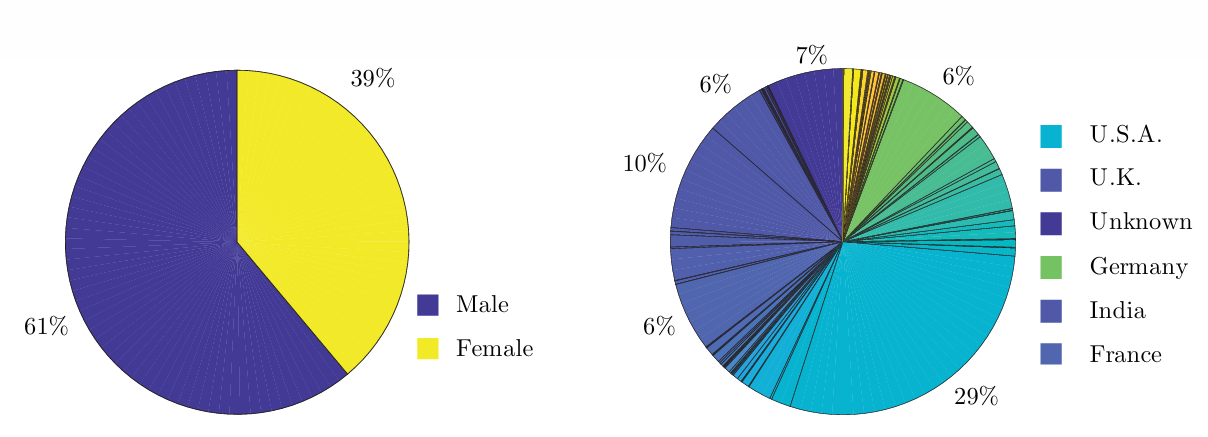 39%
61%
Male
Female
7%
6%
6%
10%
6%
29%
U.S.A.
U.K.
Unknown
Germany
India
France